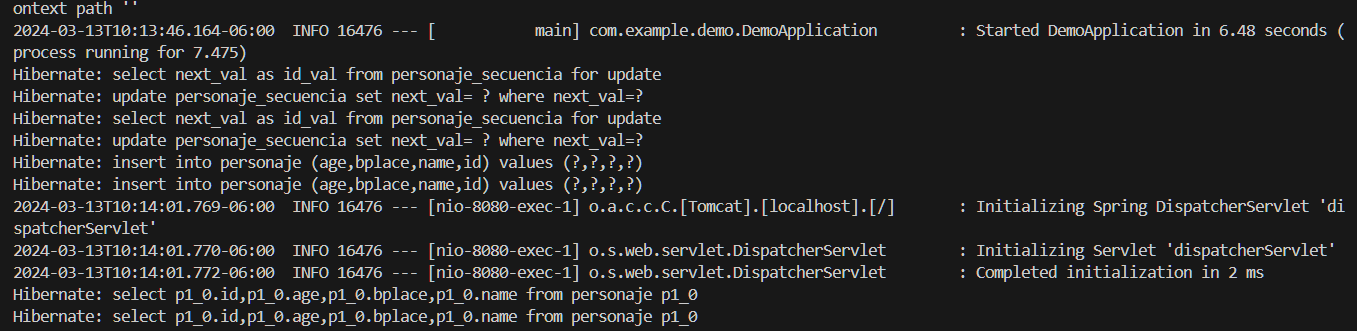 ontext path ''
2024-03-13T10:13:46.164-06:00  INFO 16476 --- [           main] com.example.demo.DemoApplication         : Started DemoApplication in 6.48 seconds (
process running for 7.475)
Hibernate: select next_val as id_val from personaje_secuencia for update
Hibernate: update personaje_secuencia set next_val= ? where next_val=?
Hibernate: select next_val as id_val from personaje_secuencia for update
Hibernate: update personaje_secuencia set next_val= ? where next_val=?
Hibernate: insert into personaje (age,bplace,name,id) values (?,?,?,?)
Hibernate: insert into personaje (age,bplace,name,id) values (?,?,?,?)
2024-03-13T10:14:01.769-06:00  INFO 16476 --- [nio-8080-exec-1] o.a.c.c.C.[Tomcat].[localhost].[/]       : Initializing Spring DispatcherServlet 'di
spatcherServlet'
2024-03-13T10:14:01.770-06:00  INFO 16476 --- [nio-8080-exec-1] o.s.web.servlet.DispatcherServlet        : Initializing Servlet 'dispatcherServlet'
2024-03-13T10:14:01.772-06:00  INFO 16476 --- [nio-8080-exec-1] o.s.web.servlet.DispatcherServlet        : Completed initialization in 2 ms
Hibernate: select p1_0.id,p1_0.age,p1_0.bplace,p1_0.name from personaje p1_0
Hibernate: select p1_0.id,p1_0.age,p1_0.bplace,p1_0.name from personaje p1_0